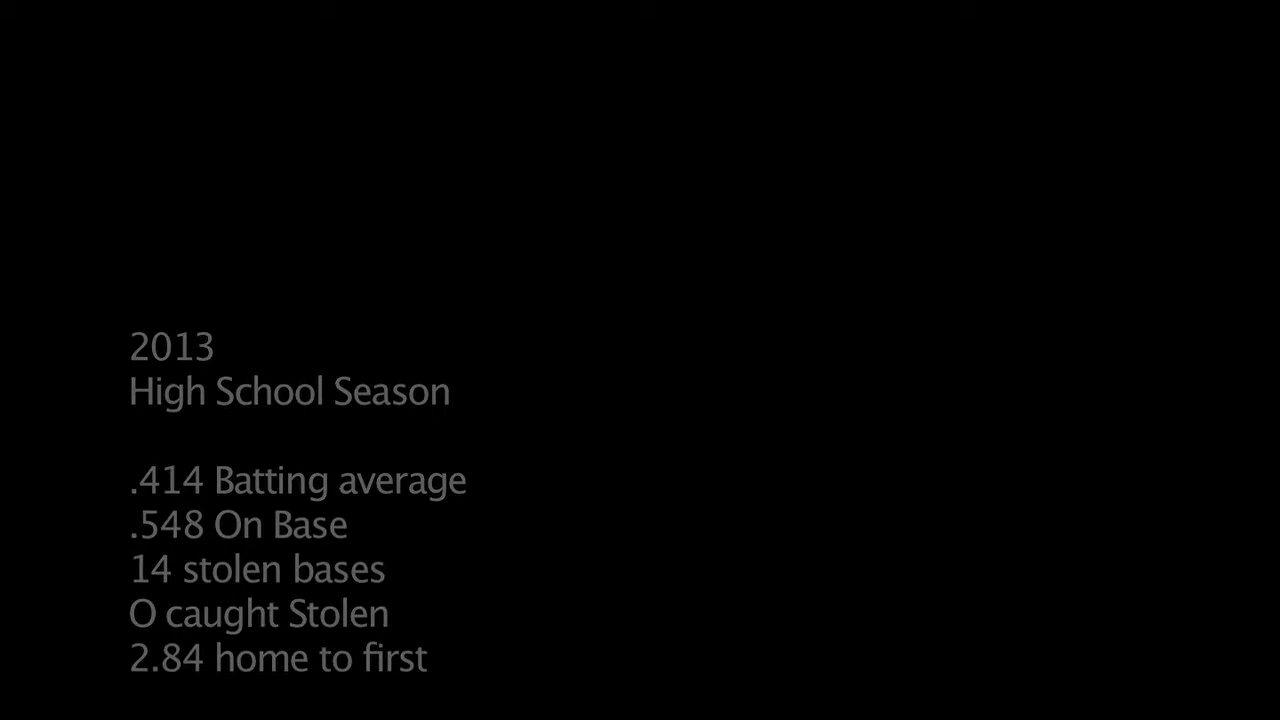 2013
High School Season
.414 Batting average
.548 On Base
14 stolen bases
O caught Stolen
2.84 home to first